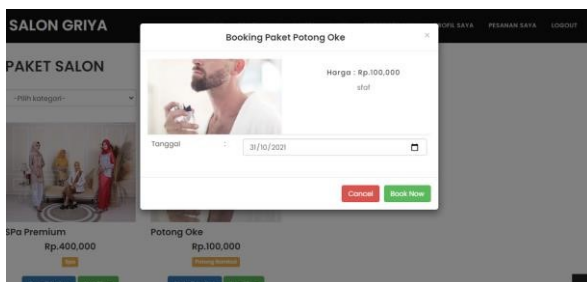 SALON GRIYA
PROFIL SAYA
PESANAN SAYA
LOGOUT
Booking Paket Potong Oke
×
PAKET SALON
Harga : Rp.100,000
staf
-Pilih kategori-
Tanggal : 31/10/2021
Cancel
Book Now
SPa Premium
Potong Oke
Rp.400,000
Rp.100,000
Spa
Potong Rambut